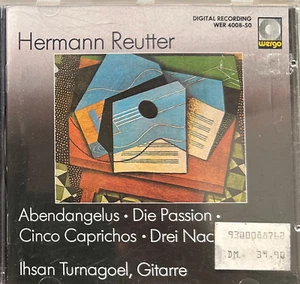 DIGITAL RECORDING
WER 4008-50
wergo
Hermann Reutter
Abendangelus · Die Passion ·
Cinco Caprichos · Drei Nac
Ihsan Turnagoel, Gitarre
DM 34.90